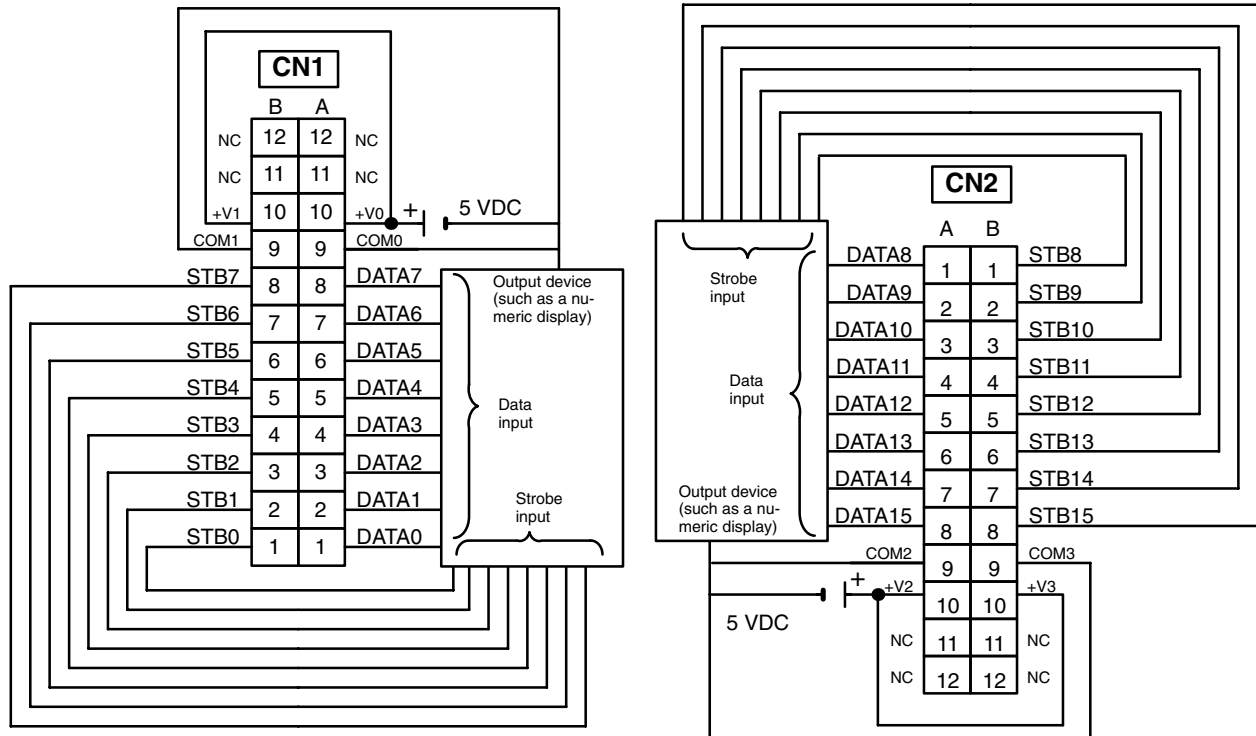 CN1
B A
NC 12 12 NC
NC 11 11 NC
+V1 10 10 +V0 + 5 VDC
COM1 9 9 COM0
STB7 8 8 DATA7
STB6 7 7 DATA6
STB5 6 6 DATA5
STB4 5 5 DATA4
STB3 4 4 DATA3
STB2 3 3 DATA2
STB1 2 2 DATA1
STB0 1 1 DATA0
Output device
(such as a nu-
meric display)
Data
input
Strobe
input
CN2
A B
Strobe
input
DATA8 1 1 STB8
DATA9 2 2 STB9
DATA10 3 3 STB10
DATA11 4 4 STB11
DATA12 5 5 STB12
DATA13 6 6 STB13
DATA14 7 7 STB14
DATA15 8 8 STB15
Data
input
Output device
(such as a nu-
meric display)
COM2 9 9 COM3
+ +V2 10 10 +V3
5 VDC
NC 11 11 NC
NC 12 12 NC